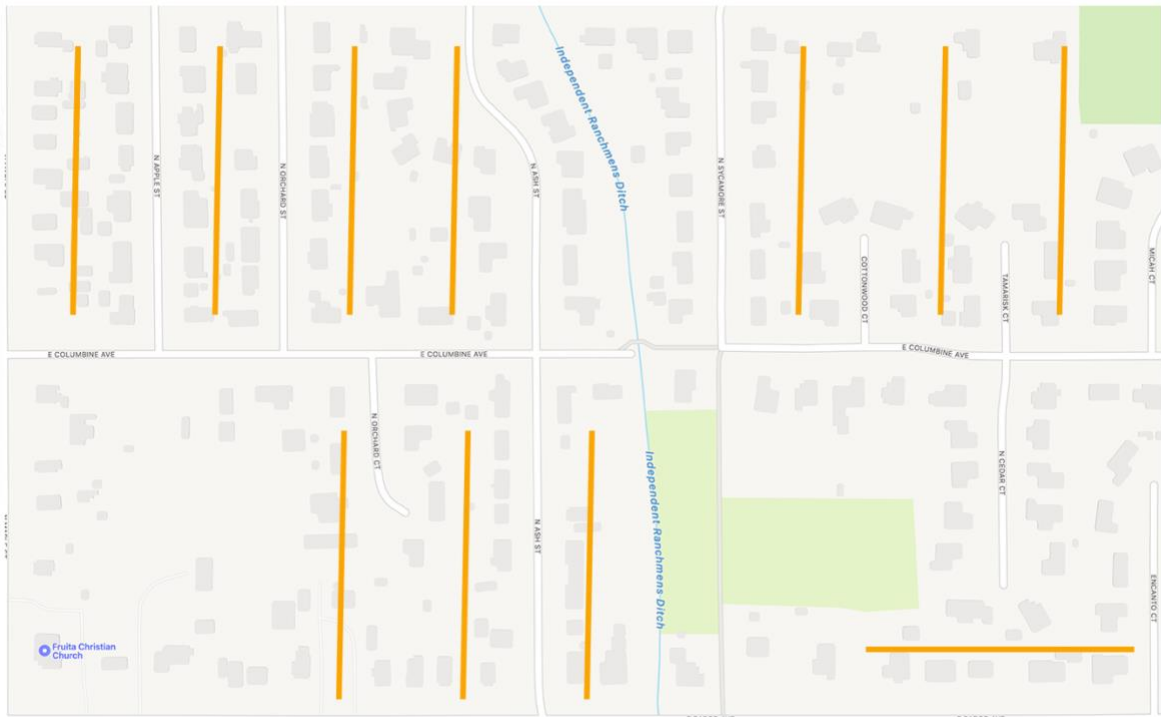 Independent Ranchmens Ditch
N APPLE ST
N ORCHARD ST
N ASH ST
N SYCAMORE ST
COTTONWOOD CT
TAMARISK CT
MICAH CT
E COLUMBINE AVE
E COLUMBINE AVE
E COLUMBINE AVE
N ORCHARD CT
Independent Ranchmens Ditch
N CEDAR CT
N ASH ST
ENCANTO CT
Fruita Christian
Church